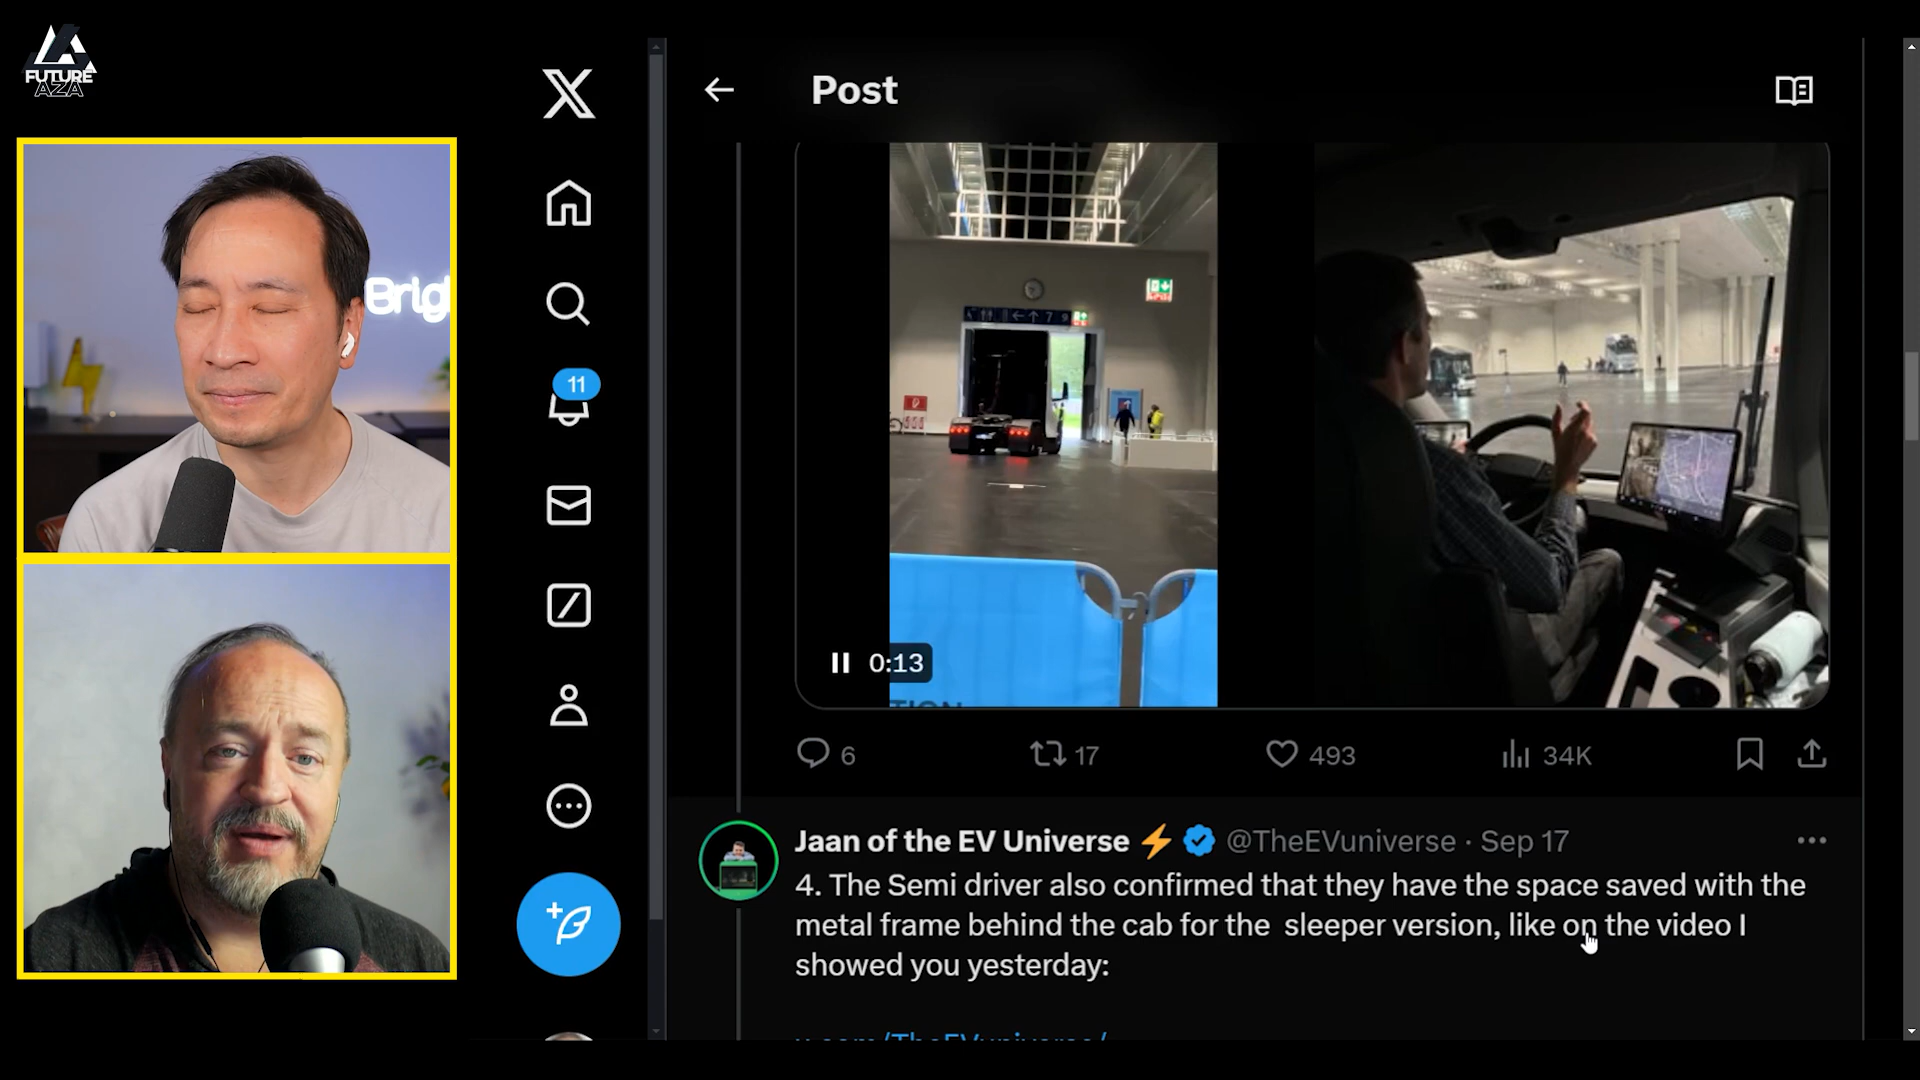 FUTURE
AZA
Brig
Post
11
7
0:13
6
17
493
34K
Jaan of the EV Universe ⚡ @TheEVuniverse · Sep 17
4. The Semi driver also confirmed that they have the space saved with the
metal frame behind the cab for the sleeper version, like on the video I
showed you yesterday: